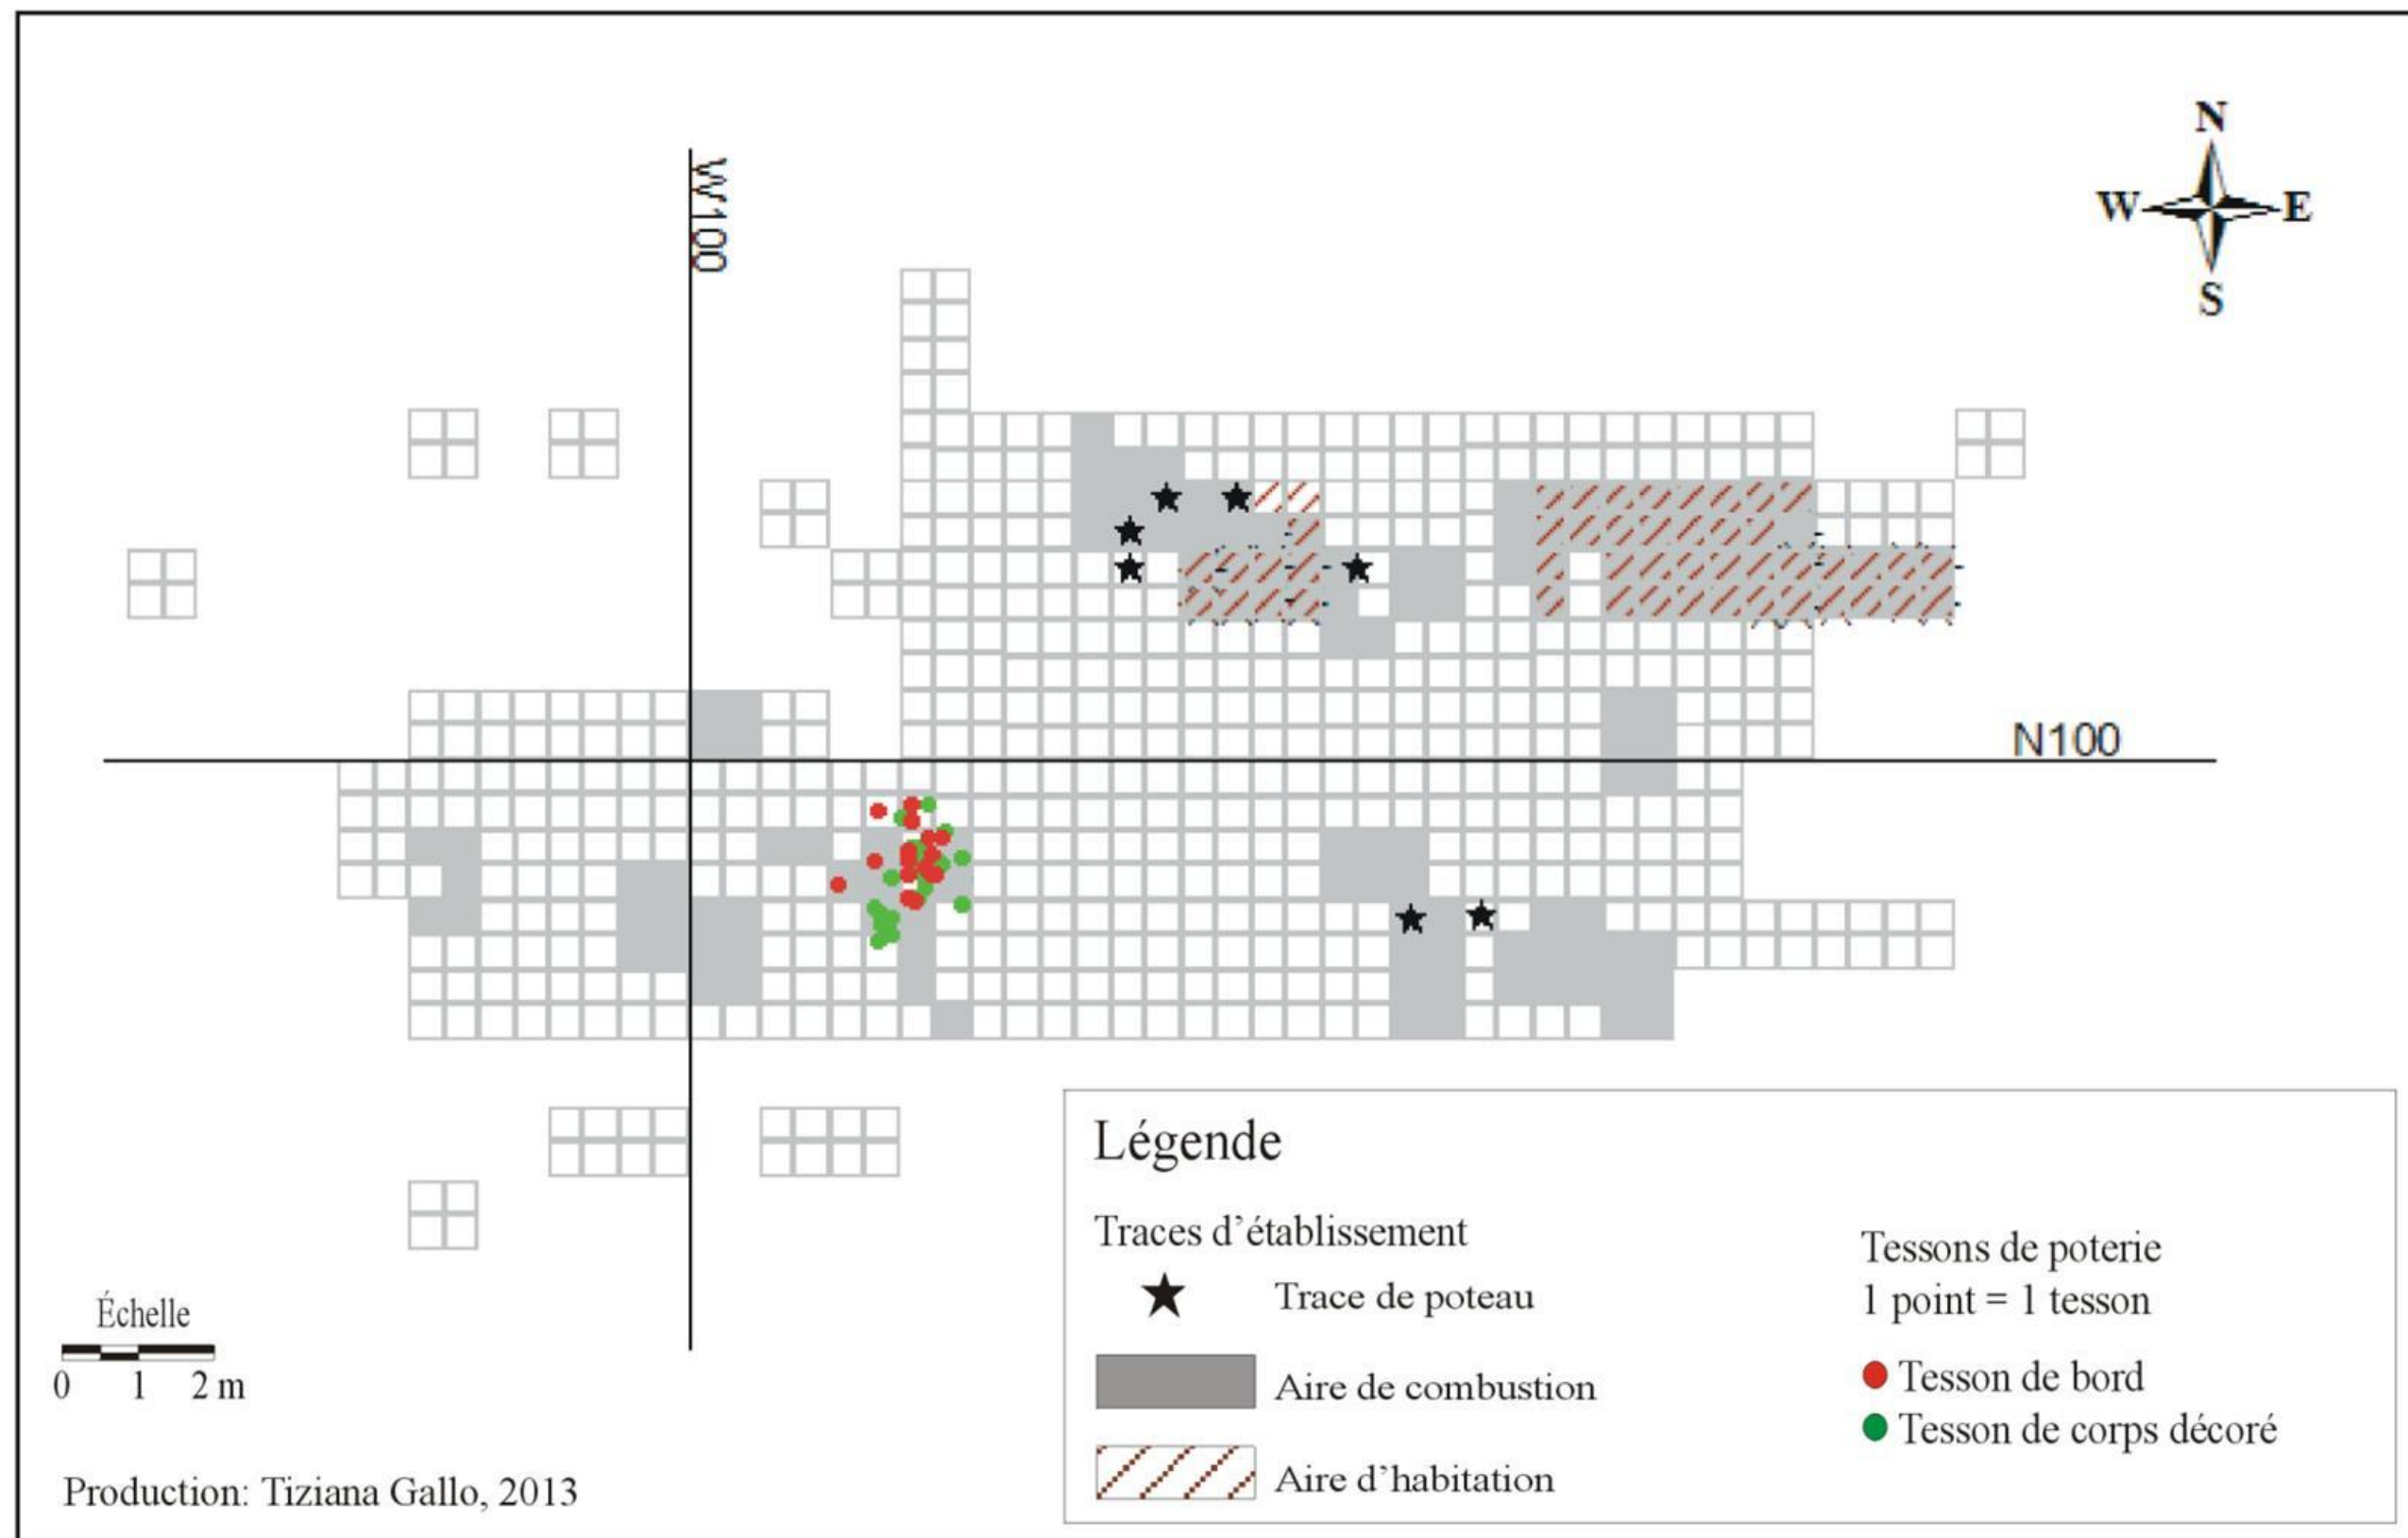 N
W E
S
W100
N100
Légende
Traces d’établissement
Trace de poteau
Aire de combustion
Aire d’habitation
Tessons de poterie
1 point = 1 tesson
Tesson de bord
Tesson de corps décoré
Échelle
0 1 2 m
Production: Tiziana Gallo, 2013